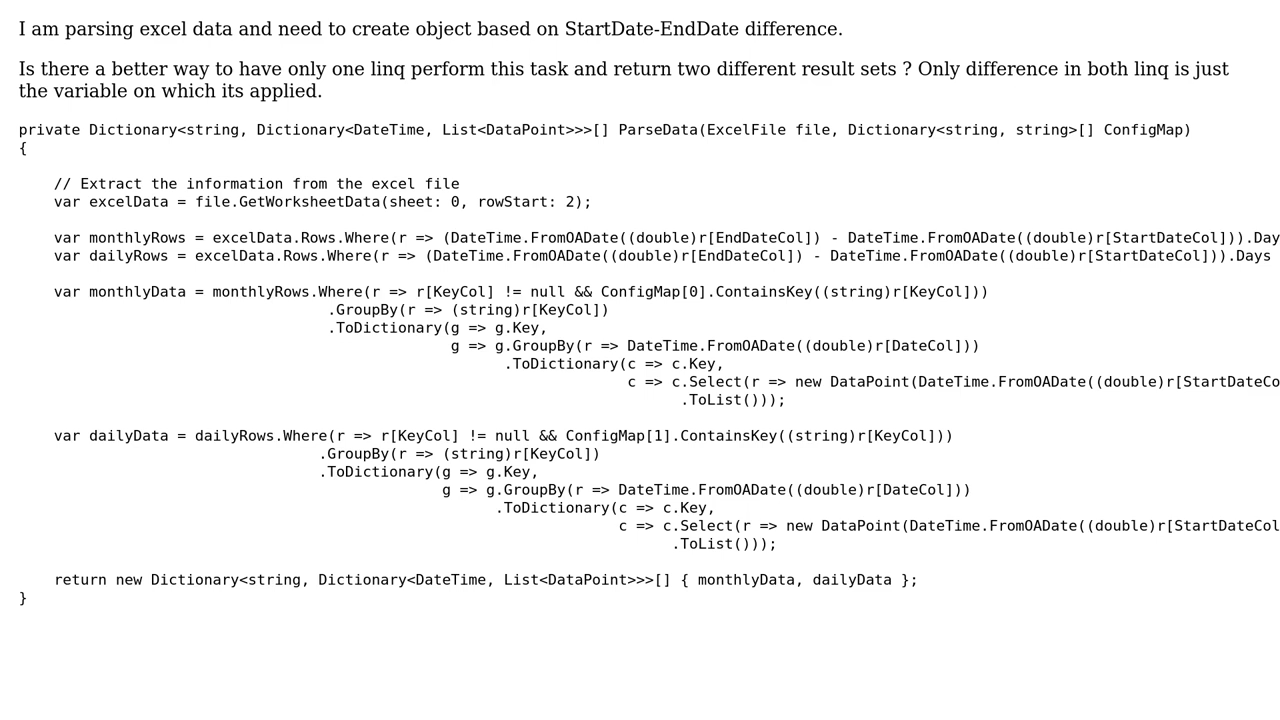 I am parsing excel data and need to create object based on StartDate-EndDate difference.
Is there a better way to have only one linq perform this task and return two different result sets ? Only difference in both linq is just
the variable on which its applied.
private Dictionary<string, Dictionary<DateTime, List<DataPoint>>>[] ParseData(ExcelFile file, Dictionary<string, string>[] ConfigMap)
{
// Extract the information from the excel file
var excelData = file.GetWorksheetData(sheet: 0, rowStart: 2);
var monthlyRows = excelData.Rows.Where(r => (DateTime.FromOADate((double)r[EndDateCol]) - DateTime.FromOADate((double)r[StartDateCol])).Day
var dailyRows = excelData.Rows.Where(r => (DateTime.FromOADate((double)r[EndDateCol]) - DateTime.FromOADate((double)r[StartDateCol])).Days
var monthlyData = monthlyRows.Where(r => r[KeyCol] != null && ConfigMap[0].ContainsKey((string)r[KeyCol]))
.GroupBy(r => (string)r[KeyCol])
.ToDictionary(g => g.Key,
g => g.GroupBy(r => DateTime.FromOADate((double)r[DateCol]))
.ToDictionary(c => c.Key,
c => c.Select(r => new DataPoint(DateTime.FromOADate((double)r[StartDateCo
.ToList()));
var dailyData = dailyRows.Where(r => r[KeyCol] != null && ConfigMap[1].ContainsKey((string)r[KeyCol]))
.GroupBy(r => (string)r[KeyCol])
.ToDictionary(g => g.Key,
g => g.GroupBy(r => DateTime.FromOADate((double)r[DateCol]))
.ToDictionary(c => c.Key,
c => c.Select(r => new DataPoint(DateTime.FromOADate((double)r[StartDateCol
.ToList()));
return new Dictionary<string, Dictionary<DateTime, List<DataPoint>>>[] { monthlyData, dailyData };
}